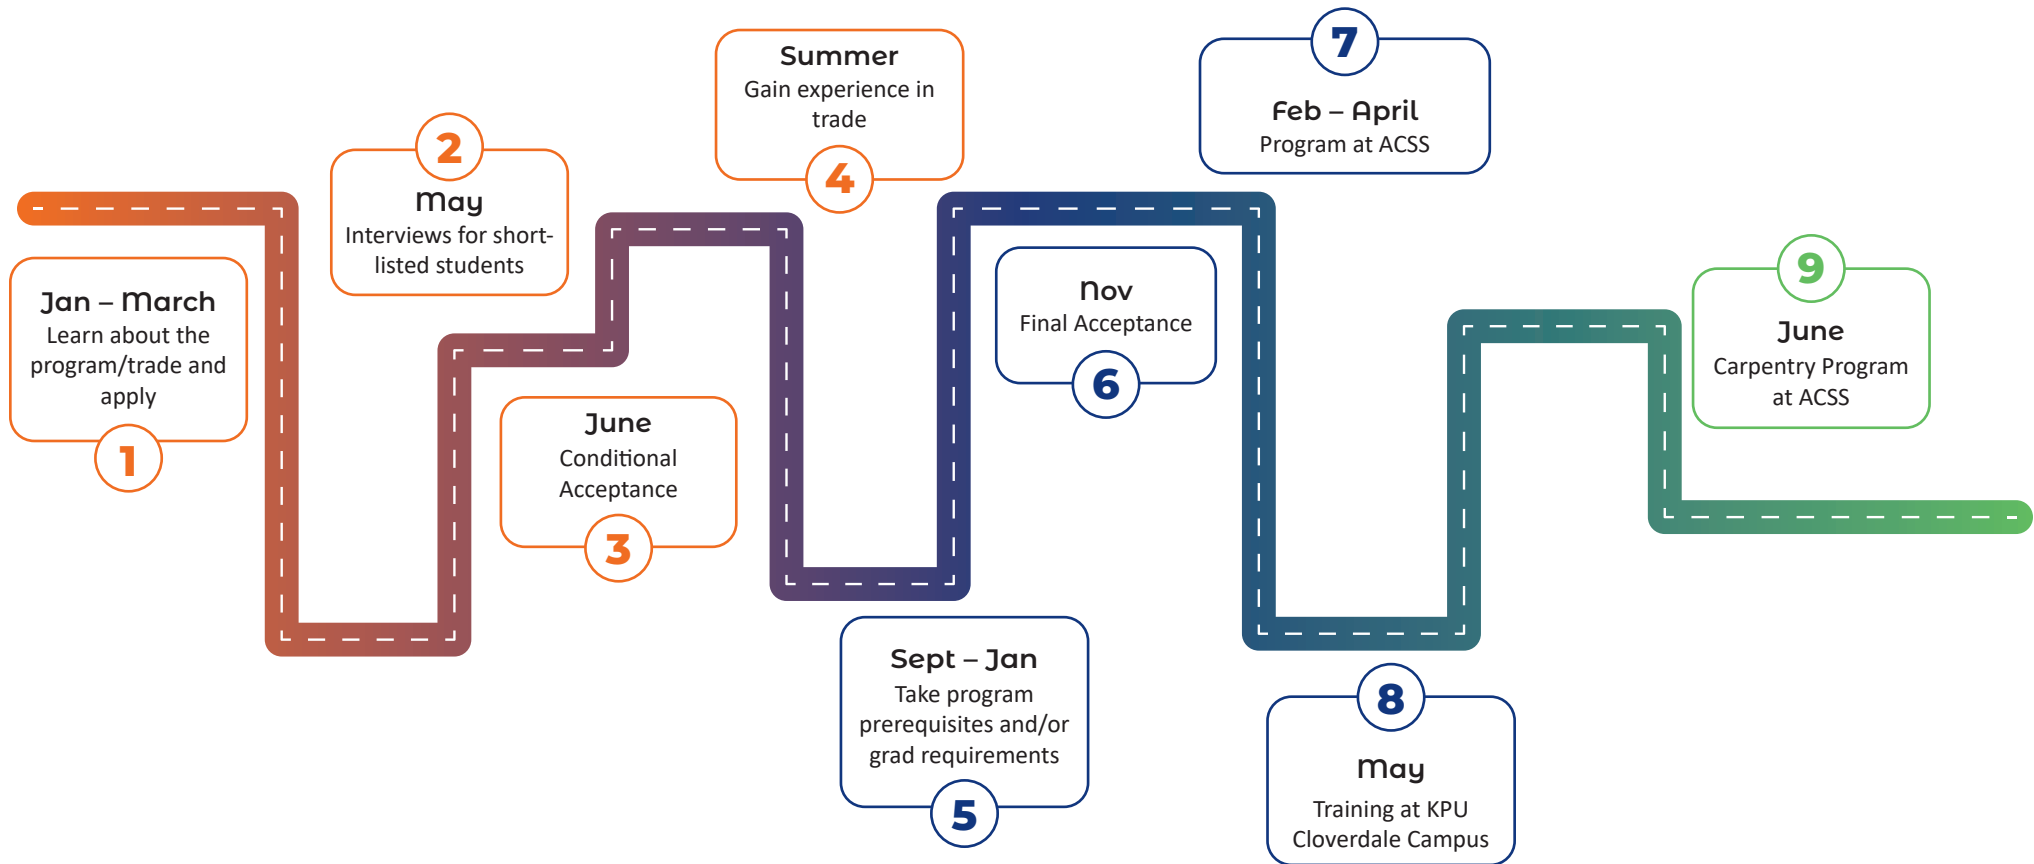 Jan – March
Learn about the
program/trade and
apply
1
2
May
Interviews for short-
listed students
June
Conditional
Acceptance
3
Summer
Gain experience in
trade
4
Sept – Jan
Take program
prerequisites and/or
grad requirements
5
Nov
Final Acceptance
6
7
Feb – April
Program at ACSS
8
May
Training at KPU
Cloverdale Campus
9
June
Carpentry Program
at ACSS